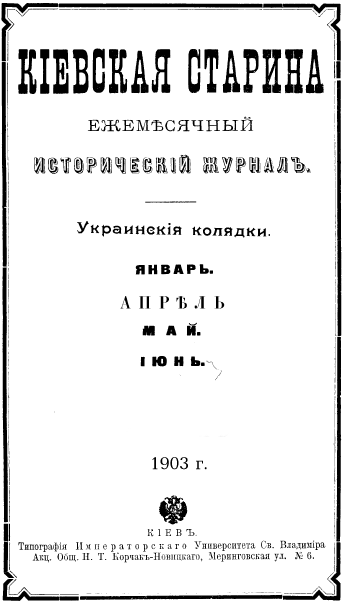 КІЕВСКАЯ СТАРИНА
ЕЖЕМѢСЯЧНЫЙ
ИСТОРИЧЕСКІЙ ЖУРНАЛЪ.
Украинскія колядки.
ЯНВАРЬ.
АПРѢЛЬ
МАЙ.
ІЮНЬ.
1903 г.
КІЕВЪ.
Типографія Императорскаго Университета Св. Владиміра
Акц. Общ. Н. Т. Корчакъ-Новицкаго, Меринговская ул. № 6.